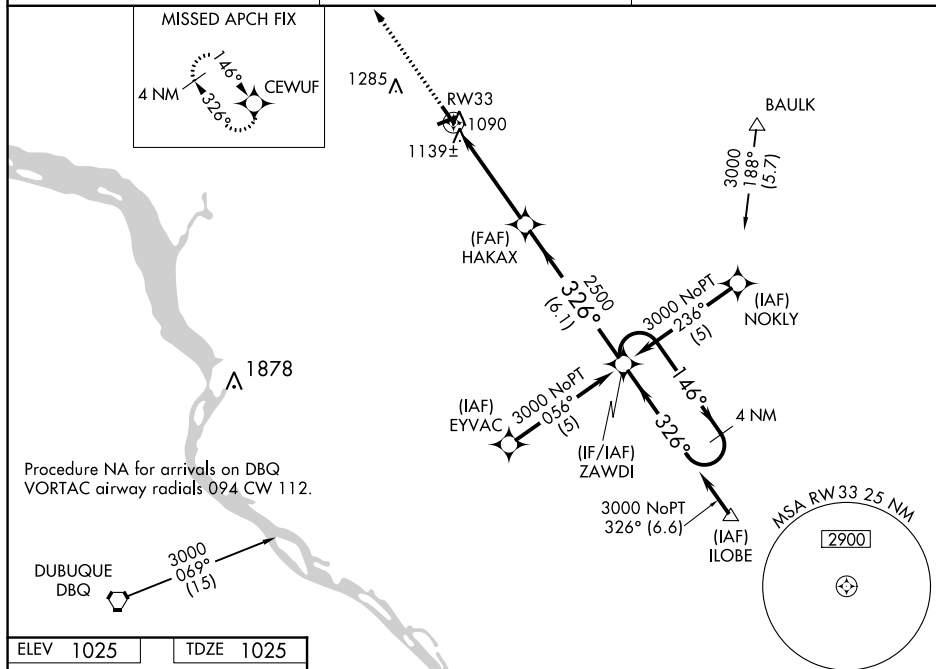 MISSED APCH FIX
146°
CEWUF
4 NM
326°
1285
RW33
1090
1139±
BAULK
3000
188°
(5.7)
(FAF)
HAKAX
2500
326°
(6.1)
3000 NoPT
236°
(5)
(IAF)
NOKLY
1878
(IAF)
EYVAC
3000 NoPT
056°
(5)
146°
4 NM
326°
(IF/IAF)
ZAWDI
Procedure NA for arrivals on DBQ
VORTAC airway radials 094 CW 112.
3000 NoPT
326° (6.6)
(IAF)
ILOBE
MSA RW33 25 NM
2900
3000
069°
(15)
DUBUQUE
DBQ
ELEV 1025
TDZE 1025